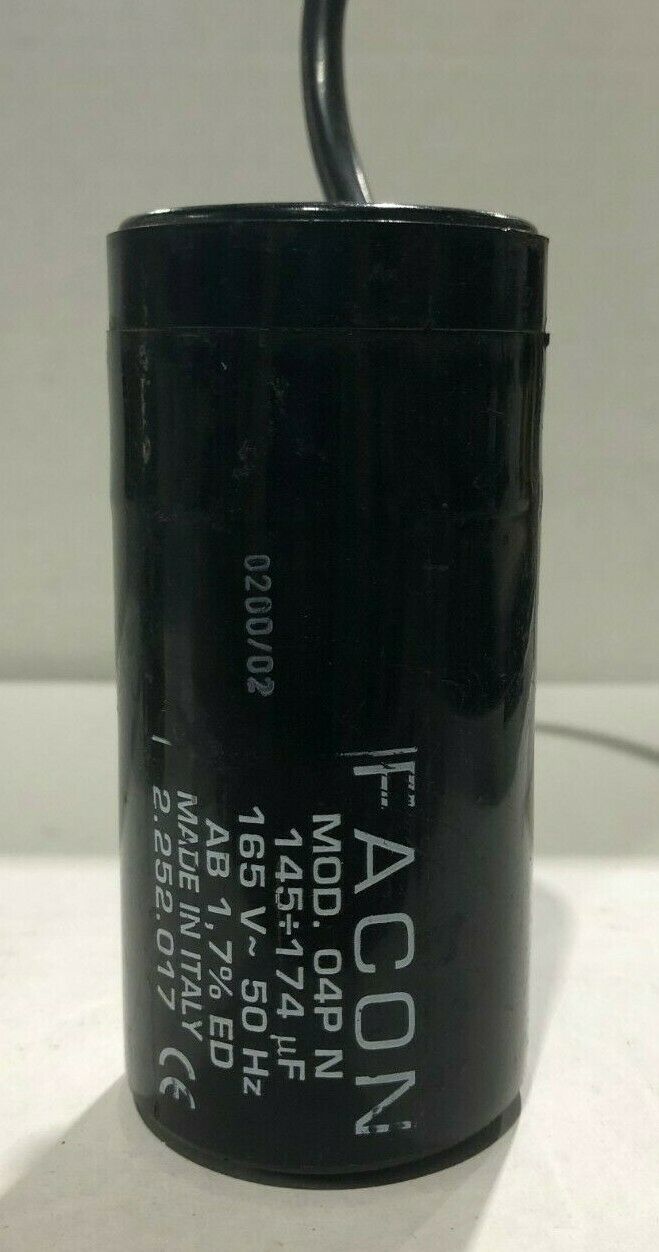 0200/02
FACON
MOD. 04P N
145÷174 µF
165 V~ 50 Hz
AB 1,7% ED
MADE IN ITALY
2.252.017 CE